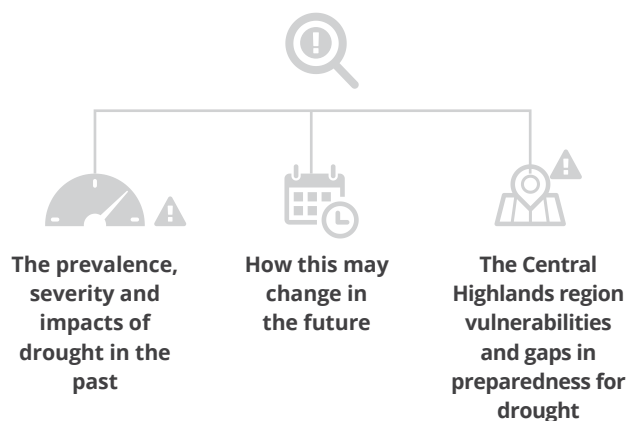 The prevalence,
severity and
impacts of
drought in the
past
How this may
change in
the future
The Central
Highlands region
vulnerabilities
and gaps in
preparedness for
drought